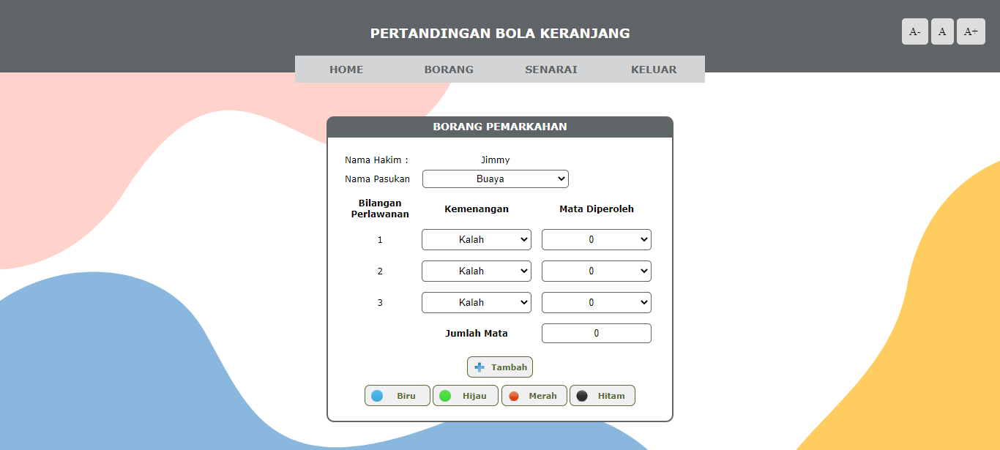 PERTANDINGAN BOLA KERANJANG
A- A A+
HOME BORANG SENARAI KELUAR
BORANG PEMARKAHAN
Nama Hakim : Jimmy
Nama Pasukan Buaya
Bilangan
Perlawanan Kemenangan Mata Diperoleh
1 Kalah 0
2 Kalah 0
3 Kalah 0
Jumlah Mata 0
Tambah
Biru Hijau Merah Hitam